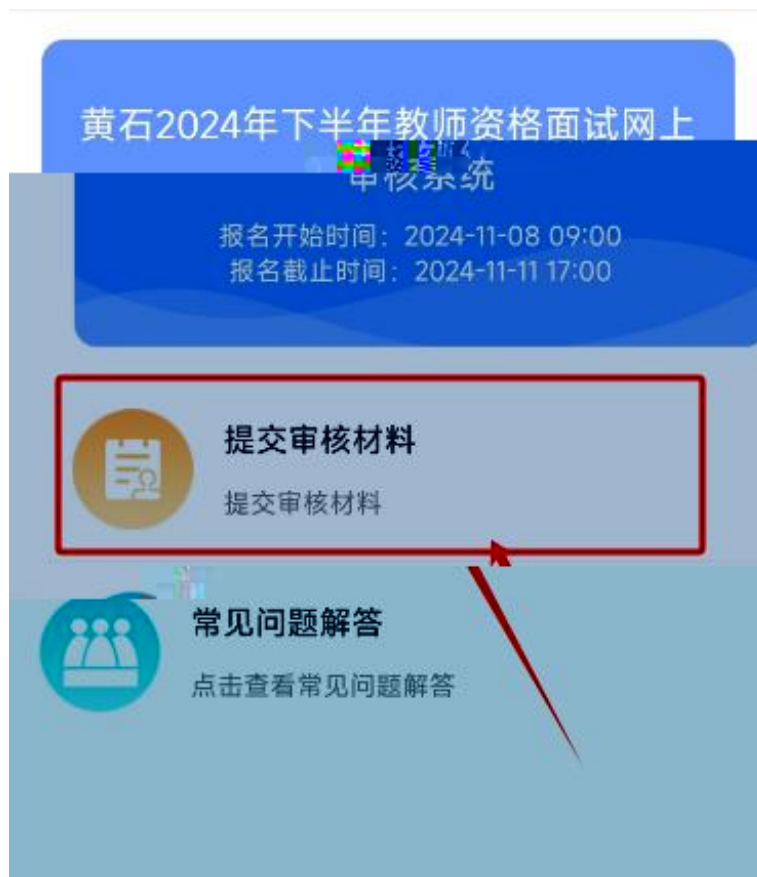 黄石2024年下半年教师资格面试网上
审核系统
报名开始时间：2024-11-08 09:00
报名截止时间：2024-11-11 17:00
提交审核材料
提交审核材料
常见问题解答
点击查看常见问题解答